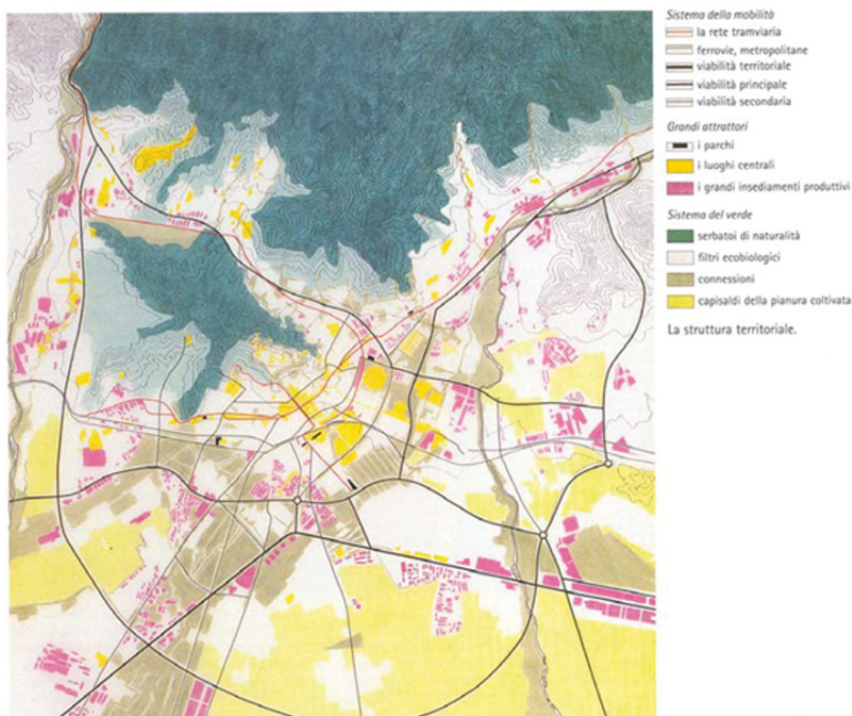 Sistema della mobilità
la rete tramviaria
ferrovie, metropolitane
viabilità territoriale
viabilità principale
viabilità secondaria
Grandi attrattori
i parchi
i luoghi centrali
i grandi insediamenti produttivi
Sistema del verde
serbatoi di naturalità
filtri ecobiologici
connessioni
capisaldi della pianura coltivata
La struttura territoriale.